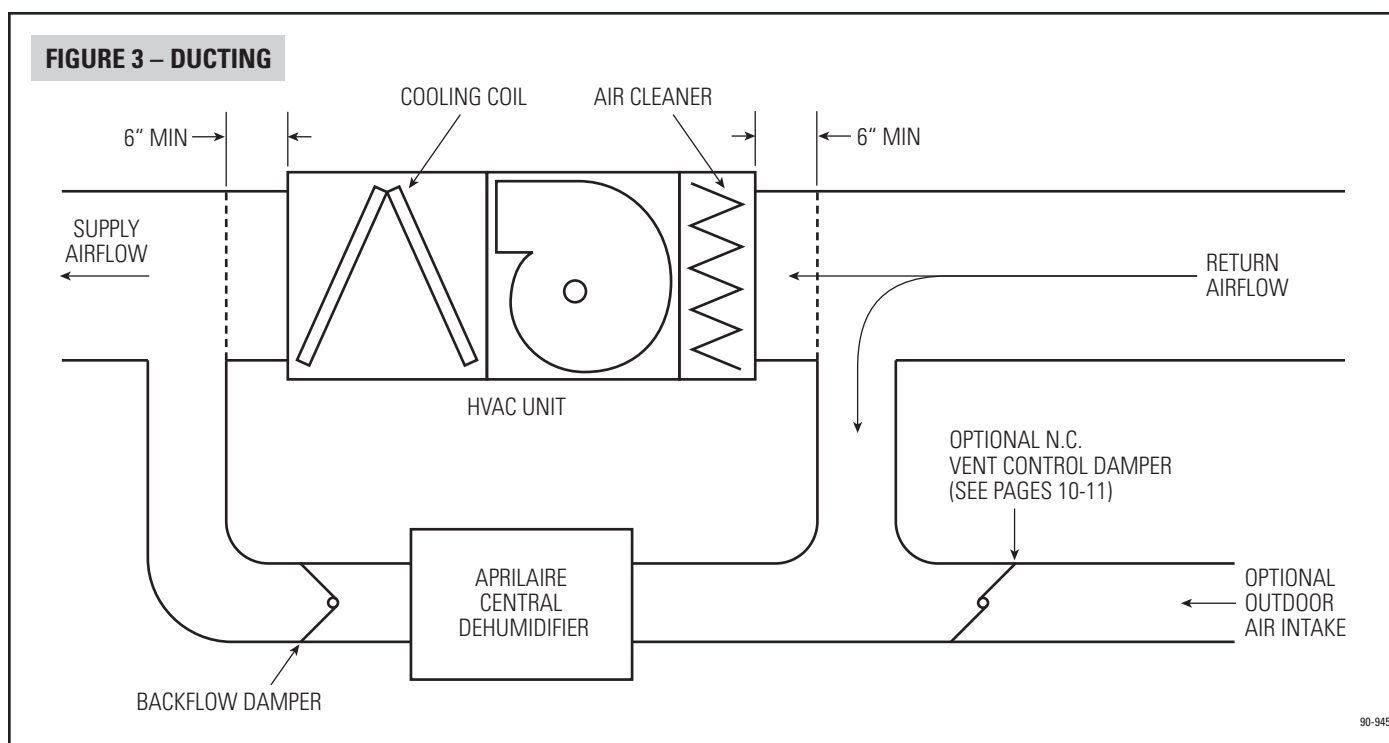 FIGURE 3 – DUCTING
COOLING COIL
AIR CLEANER
6“ MIN
6“ MIN
SUPPLY
AIRFLOW
RETURN
AIRFLOW
HVAC UNIT
OPTIONAL N.C.
VENT CONTROL DAMPER
(SEE PAGES 10-11)
APRILAIRE
CENTRAL
DEHUMIDIFIER
OPTIONAL
OUTDOOR
AIR INTAKE
BACKFLOW DAMPER
90-945